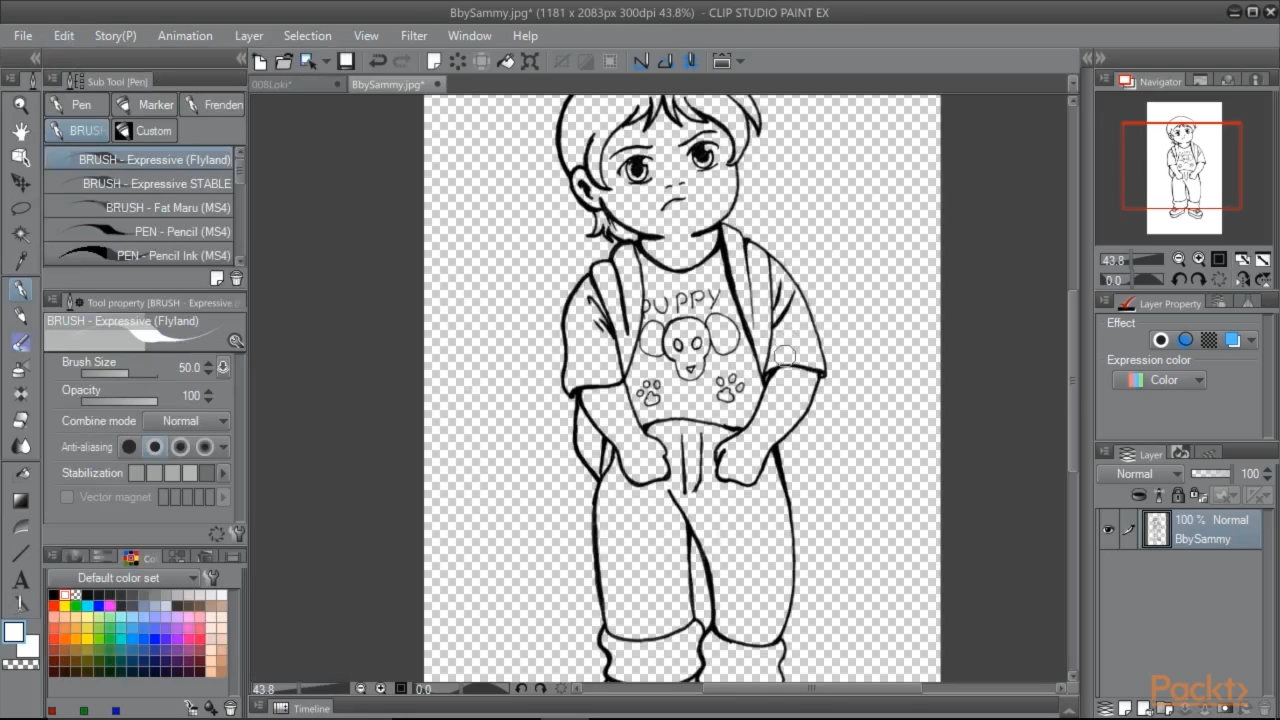 BbySammy.jpg* (1181 x 2083px 300dpi 43.8%) - CLIP STUDIO PAINT EX
File Edit Story(P) Animation Layer Selection View Filter Window Help
Sub Tool [Pen]
008Loki*
BbySammy.jpg*
Navigator
Pen
Marker
Frenden
BRUSH
Custom
BRUSH - Expressive (Flyland)
BRUSH - Expressive STABLE
BRUSH - Fat Maru (MS4)
PEN - Pencil (MS4)
PEN - Pencil Ink (MS4)
Tool property [BRUSH - Expressive
BRUSH - Expressive (Flyland)
Brush Size 50.0
Opacity 100
Combine mode Normal
Anti-aliasing
Stabilization
Vector magnet
Co
Default color set
PUPPY
43.8
0.0
Timeline
43.8
0.0
Layer Property
Effect
Expression color
Color
Layer
Normal 100
100 % Normal
BbySammy
A
Packt>